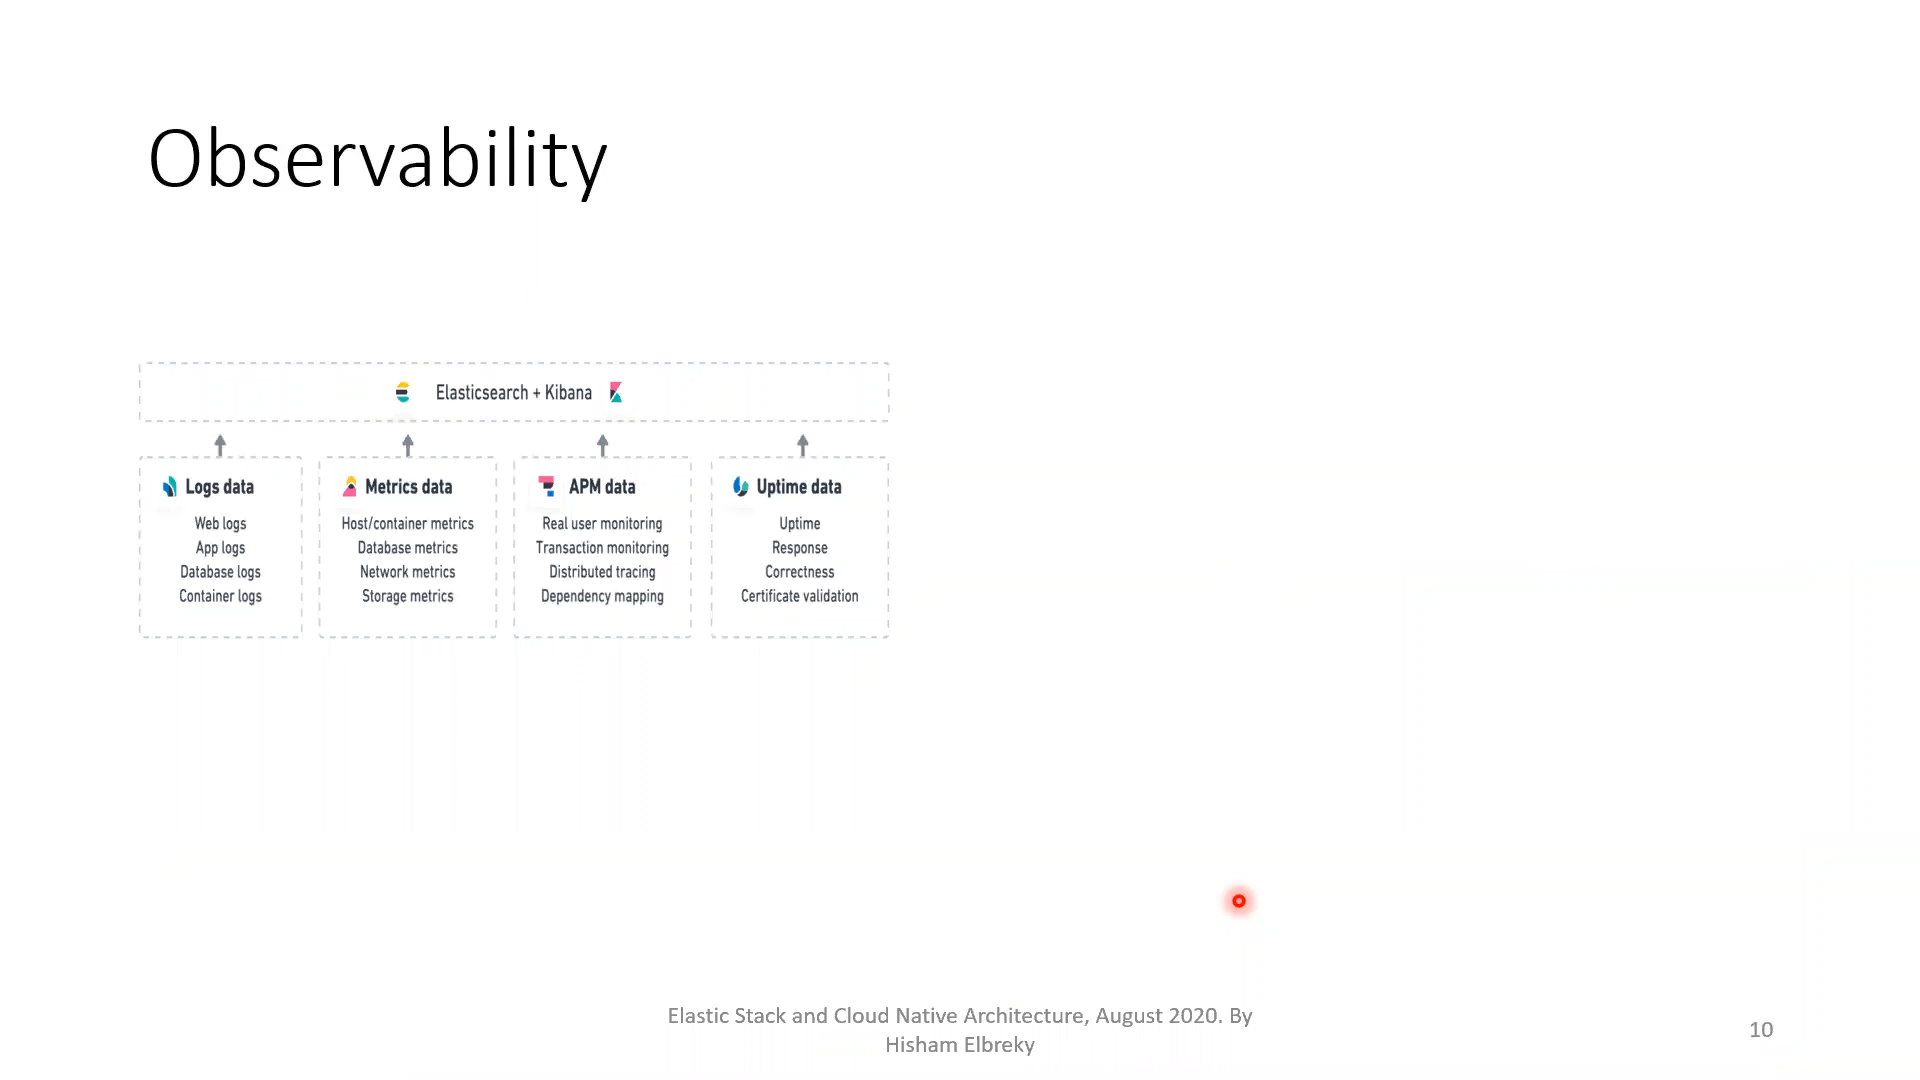 Observability
Elasticsearch + Kibana
Logs data
Web logs
App logs
Database logs
Container logs
Metrics data
Host/container metrics
Database metrics
Network metrics
Storage metrics
APM data
Real user monitoring
Transaction monitoring
Distributed tracing
Dependency mapping
Uptime data
Uptime
Response
Correctness
Certificate validation
Elastic Stack and Cloud Native Architecture, August 2020. By
Hisham Elbreky
10